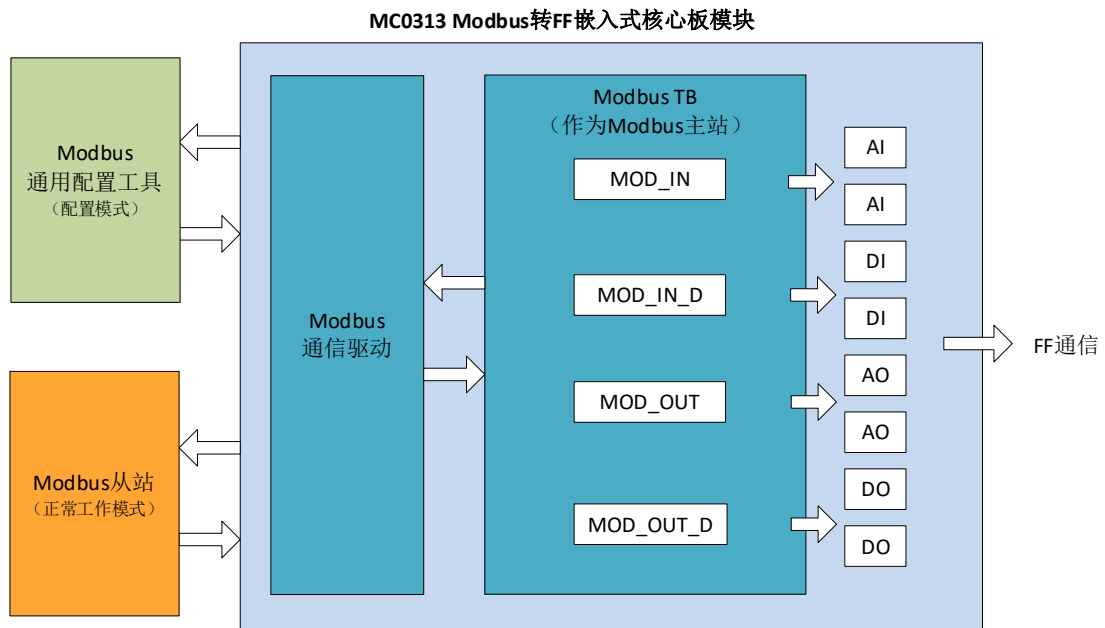 MC0313 Modbus转FF嵌入式核心板模块
Modbus
通用配置工具
（配置模式）
Modbus从站
（正常工作模式）
Modbus
通信驱动
Modbus TB
（作为Modbus主站）
MOD_IN
MOD_IN_D
MOD_OUT
MOD_OUT_D
AI
AI
DI
DI
AO
AO
DO
DO
FF通信